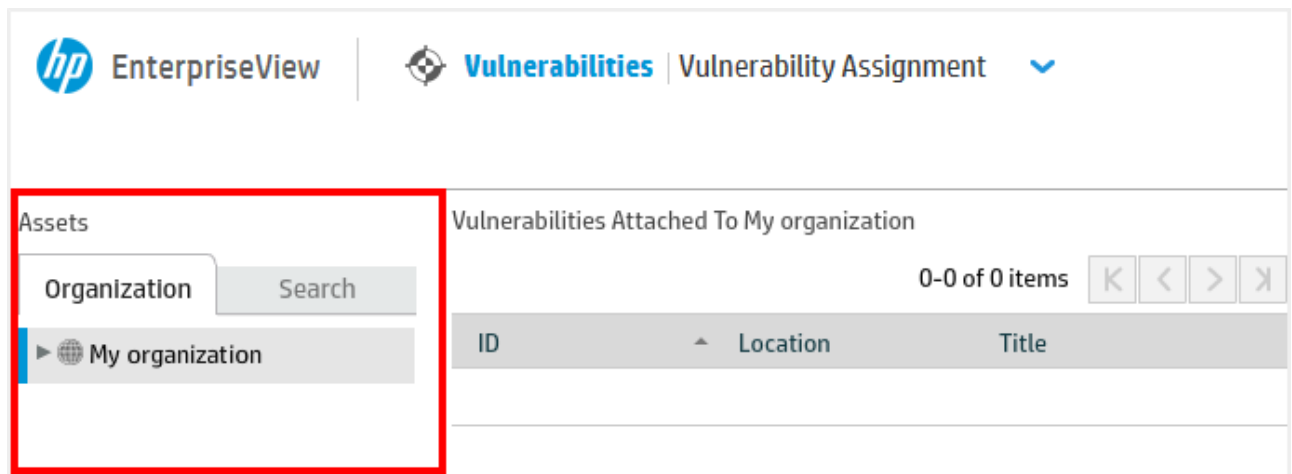 hp EnterpriseView Vulnerabilities | Vulnerability Assignment
Assets
Organization Search
My organization
Vulnerabilities Attached To My organization
0-0 of 0 items
ID Location Title